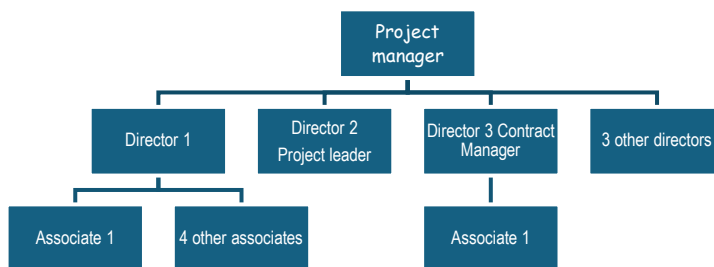 Project
manager
Director 1
Director 2
Project leader
Director 3 Contract
Manager
3 other directors
Associate 1
4 other associates
Associate 1